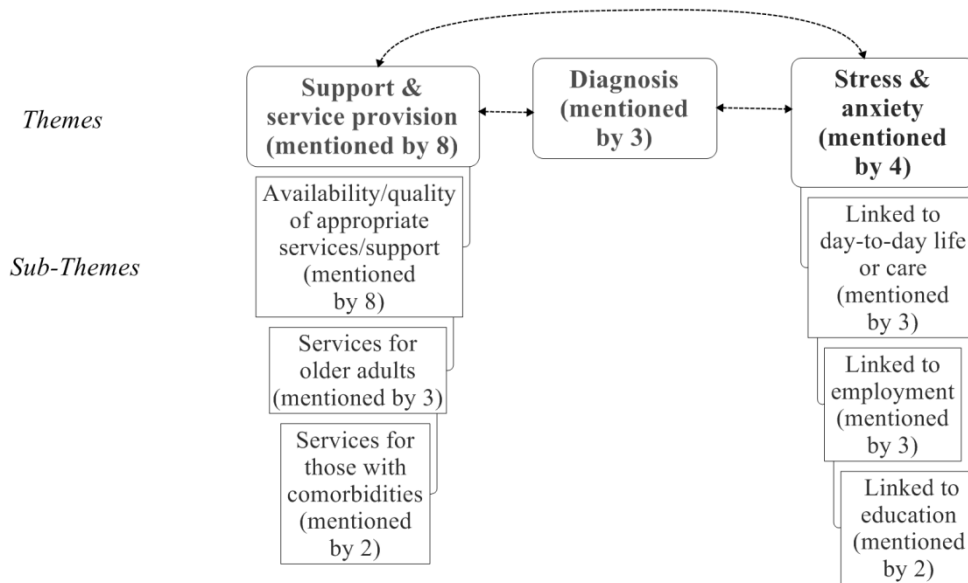 Themes
Support &
service provision
(mentioned by 8)
Diagnosis
(mentioned
by 3)
Stress &
anxiety
(mentioned
by 4)
Sub-Themes
Availability/quality
of appropriate
services/support
(mentioned
by 8)
Services for
older adults
(mentioned by 3)
Services for
those with
comorbidities
(mentioned
by 2)
Linked to
day-to-day life
or care
(mentioned
by 3)
Linked to
employment
(mentioned
by 3)
Linked to
education
(mentioned
by 2)